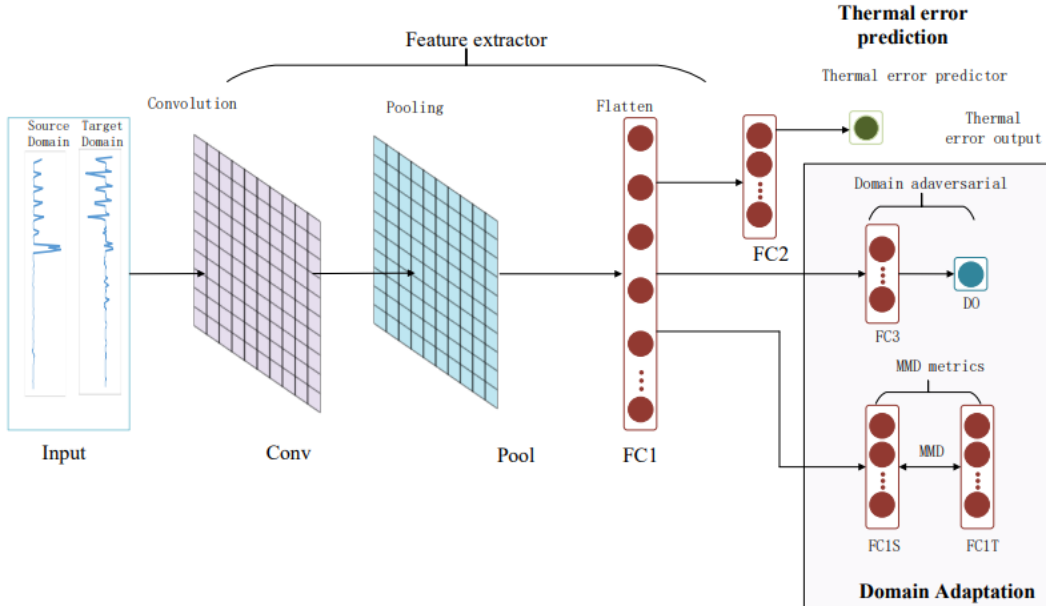 Thermal error
prediction
Feature extractor
Thermal error predictor
Convolution
Pooling
Flatten
Thermal
error output
Source
Domain
Target
Domain
Domain adaversarial
FC2
DO
FC3
MMD metrics
Input
Conv
Pool
FC1
MMD
FC1S
FC1T
Domain Adaptation